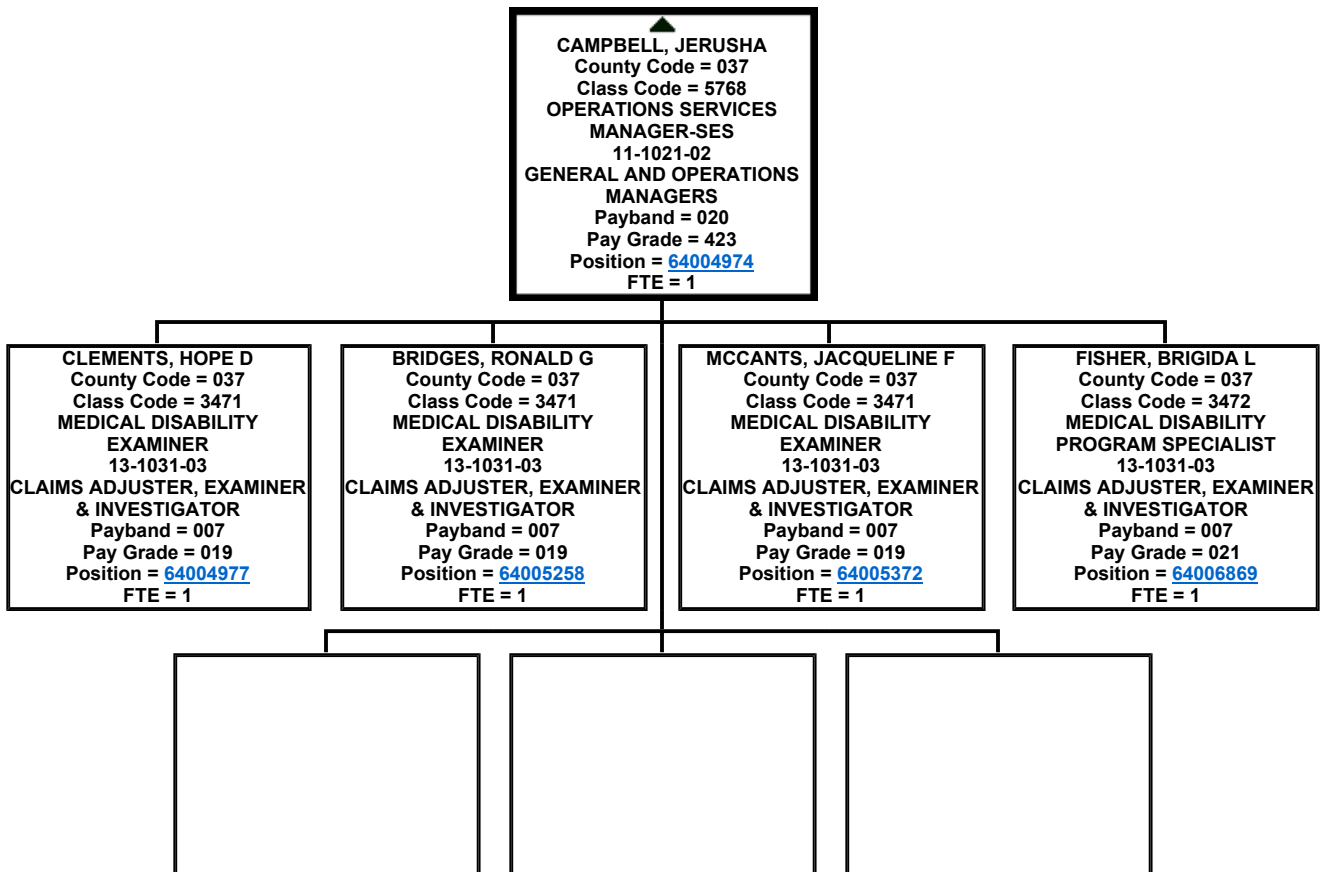 CAMPBELL, JERUSHA
County Code = 037
Class Code = 5768
OPERATIONS SERVICES
MANAGER-SES
11-1021-02
GENERAL AND OPERATIONS
MANAGERS
Payband = 020
Pay Grade = 423
Position = 64004974
FTE = 1
CLEMENTS, HOPE D
County Code = 037
Class Code = 3471
MEDICAL DISABILITY
EXAMINER
13-1031-03
CLAIMS ADJUSTER, EXAMINER
& INVESTIGATOR
Payband = 007
Pay Grade = 019
Position = 64004977
FTE = 1
BRIDGES, RONALD G
County Code = 037
Class Code = 3471
MEDICAL DISABILITY
EXAMINER
13-1031-03
CLAIMS ADJUSTER, EXAMINER
& INVESTIGATOR
Payband = 007
Pay Grade = 019
Position = 64005258
FTE = 1
MCCANTS, JACQUELINE F
County Code = 037
Class Code = 3471
MEDICAL DISABILITY
EXAMINER
13-1031-03
CLAIMS ADJUSTER, EXAMINER
& INVESTIGATOR
Payband = 007
Pay Grade = 019
Position = 64005372
FTE = 1
FISHER, BRIGIDA L
County Code = 037
Class Code = 3472
MEDICAL DISABILITY
PROGRAM SPECIALIST
13-1031-03
CLAIMS ADJUSTER, EXAMINER
& INVESTIGATOR
Payband = 007
Pay Grade = 021
Position = 64006869
FTE = 1